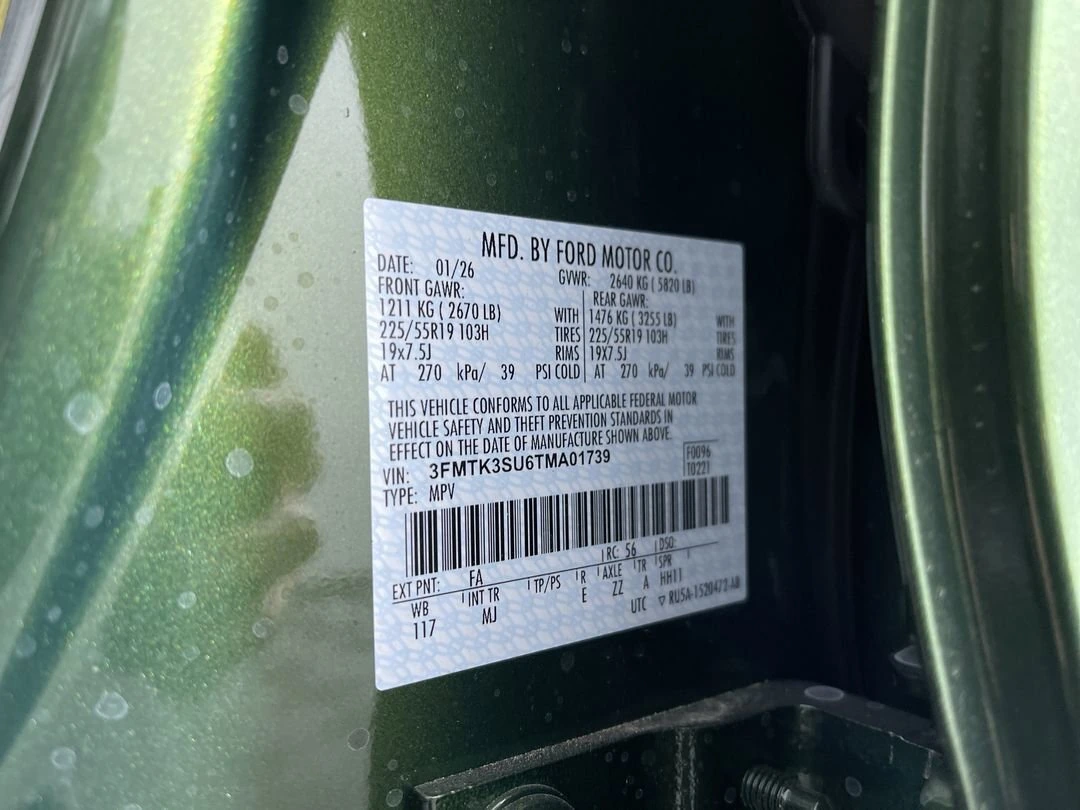 MFD. BY FORD MOTOR CO.
DATE: 01/26 GVWR: 2640 KG ( 5820 LB)
FRONT GAWR: REAR GAWR:
1211 KG ( 2670 LB) WITH 1476 KG ( 3255 LB) WITH
225/55R19 103H TIRES 225/55R19 103H TIRES
19x7.5J RIMS 19X7.5J RIMS
AT 270 kPa/ 39 PSI COLD AT 270 kPa/ 39 PSI COLD
THIS VEHICLE CONFORMS TO ALL APPLICABLE FEDERAL MOTOR
VEHICLE SAFETY AND THEFT PREVENTION STANDARDS IN
EFFECT ON THE DATE OF MANUFACTURE SHOWN ABOVE.
VIN: 3FMTK3SU6TMA01739 F0096
TYPE: MPV T0221
EXT PNT: FA RC: 56 DSO:
WB INT TR TP/PS R AXLE TR SPR
117 MJ E ZZ A HH11
UTC ▽ RU5A-1520472-AB